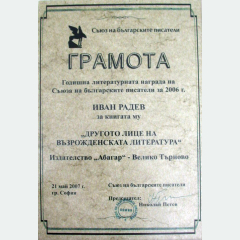 Съюз на българските писатели
ГРАМОТА
Годишна литературната награда на
Съюза на българските писатели за 2006 г.
ИВАН РАДЕВ
за книгата му
„ДРУГОТО ЛИЦЕ НА
ВЪЗРОЖДЕНСКАТА ЛИТЕРАТУРА"
Издателство „Абагар" - Велико Търново
21 май 2007 г.
гр. София
Съюз на българските писатели
Председател:
Николай Петев